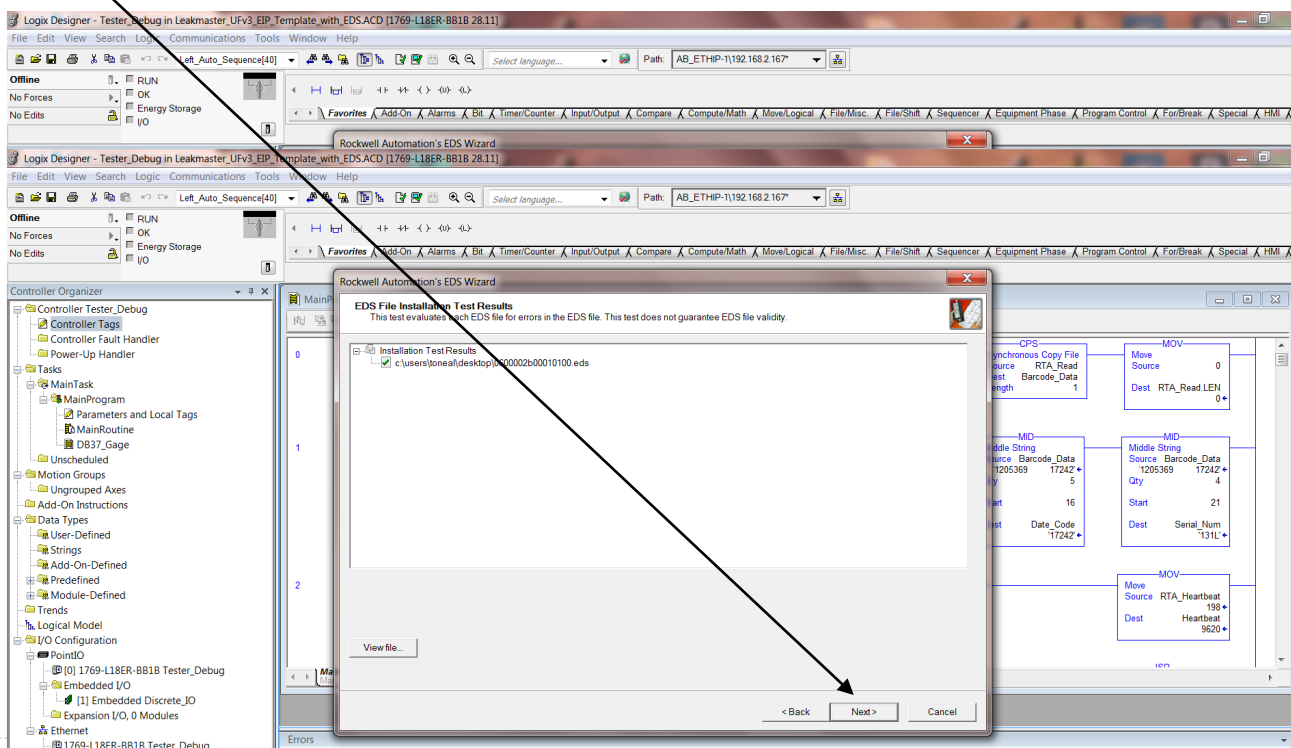 Logix Designer - Tester_Debug in Leakmaster_UFv3_EIP_Template_with_EDS.ACD [1769-L18ER-BB1B 28.11]
File Edit View Search Logic Communications Tools Window Help
Left_Auto_Sequence[40] Select language... Path: AB_ETHIP-1\192.168.2.167*
Offline RUN
No Forces OK
No Edits Energy Storage
I/O
Favorites Add-On Alarms Bit Timer/Counter Input/Output Compare Compute/Math Move/Logical File/Misc. File/Shift Sequencer Equipment Phase Program Control For/Break Special HMI
Rockwell Automation's EDS Wizard
Logix Designer - Tester_Debug in Leakmaster_UFv3_EIP_Template_with_EDS.ACD [1769-L18ER-BB1B 28.11]
File Edit View Search Logic Communications Tools Window Help
Left_Auto_Sequence[40] Select language... Path: AB_ETHIP-1\192.168.2.167*
Offline RUN
No Forces OK
No Edits Energy Storage
I/O
Favorites Add-On Alarms Bit Timer/Counter Input/Output Compare Compute/Math Move/Logical File/Misc. File/Shift Sequencer Equipment Phase Program Control For/Break Special HMI
Controller Organizer
Controller Tester_Debug
Controller Tags
Controller Fault Handler
Power-Up Handler
Tasks
MainTask
MainProgram
Parameters and Local Tags
MainRoutine
DB37_Gage
Unscheduled
Motion Groups
Ungrouped Axes
Add-On Instructions
Data Types
User-Defined
Strings
Add-On-Defined
Predefined
Module-Defined
Trends
Logical Model
I/O Configuration
PointIO
[0] 1769-L18ER-BB1B Tester_Debug
Embedded I/O
[1] Embedded Discrete_IO
Expansion I/O, 0 Modules
Ethernet
1769-L18ER-BB1B Tester_Debug
MainP
0
1
2
Rockwell Automation's EDS Wizard
EDS File Installation Test Results
This test evaluates each EDS file for errors in the EDS file. This test does not guarantee EDS file validity.
Installation Test Results
c:\users\toneal\desktop\0600002b00010100.eds
View file...
< Back Next > Cancel
CPS
ynchronous Copy File
ource RTA_Read
est Barcode_Data
ength 1
MOV
Move
Source 0
Dest RTA_Read.LEN
0
MID
iddle String
ource Barcode_Data
'1205369 17242'
y 5
art 16
est Date_Code
'17242'
MID
Middle String
Source Barcode_Data
'1205369 17242'
Qty 4
Start 21
Dest Serial_Num
'131L'
MOV
Move
Source RTA_Heartbeat
198
Dest Heartbeat
9620
Errors